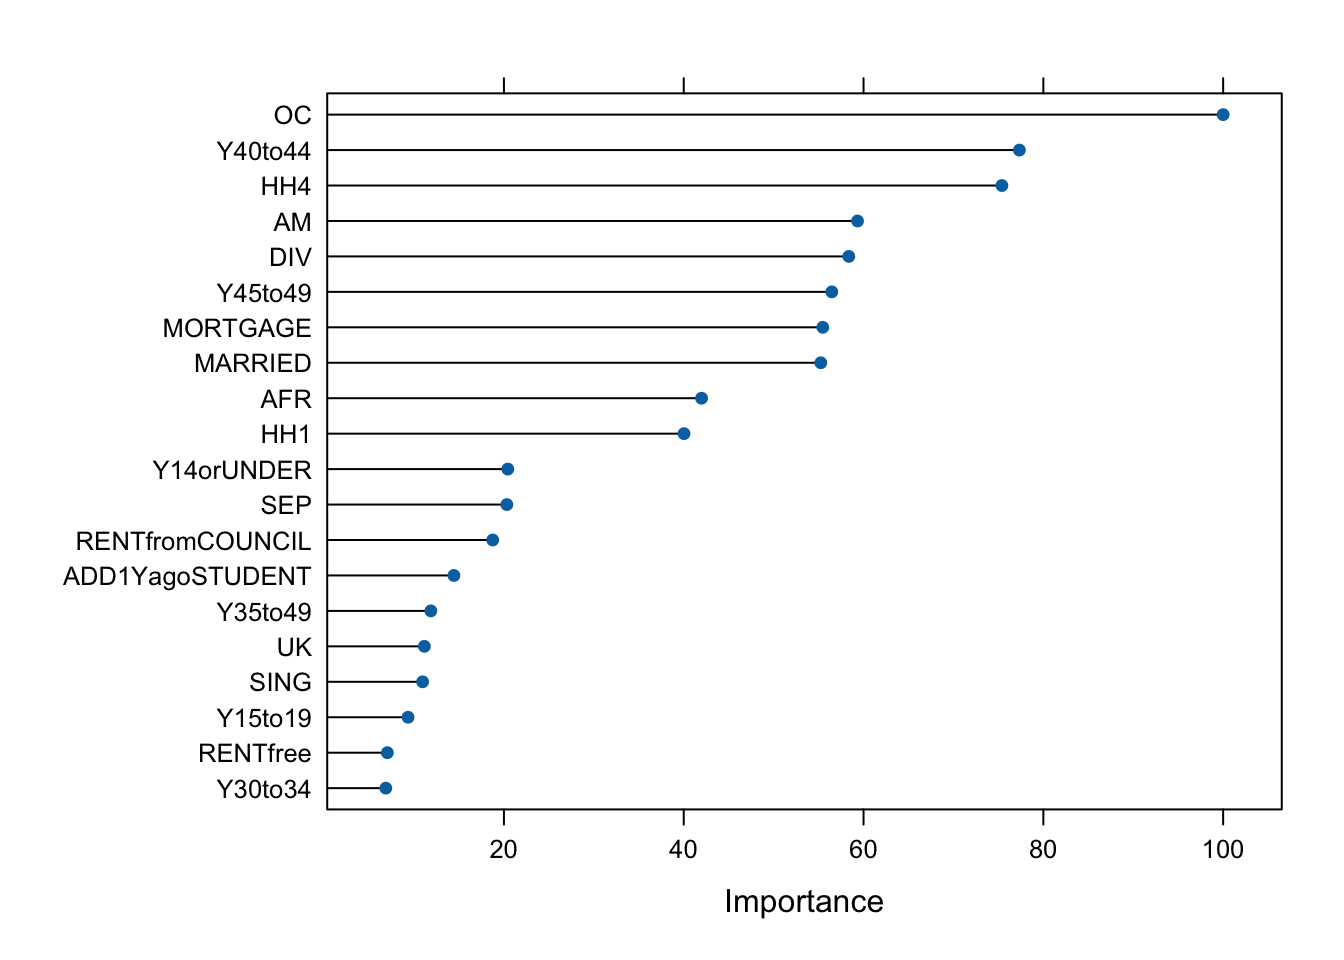 OC
Y40to44
HH4
AM
DIV
Y45to49
MORTGAGE
MARRIED
AFR
HH1
Y14orUNDER
SEP
RENTfromCOUNCIL
ADD1YagoSTUDENT
Y35to49
UK
SING
Y15to19
RENTfree
Y30to34
20 40 60 80 100
Importance